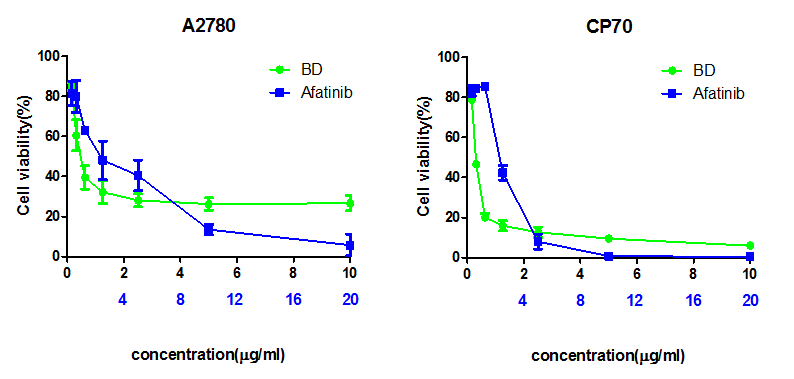 A2780
100
80
60
40
20
0
Cell viability(%)
BD
Afatinib
0 2 4 6 8 10
4 8 12 16 20
concentration(μg/ml)
CP70
100
80
60
40
20
0
Cell viability(%)
BD
Afatinib
0 2 4 6 8 10
4 8 12 16 20
concentration(μg/ml)